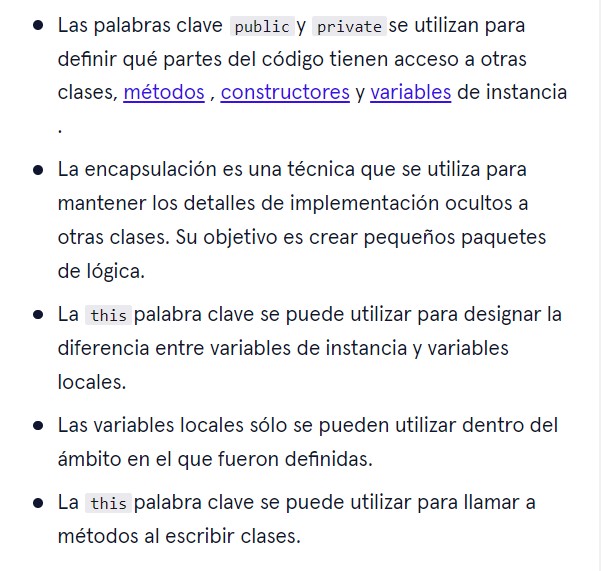 Las palabras clave public y private se utilizan para
definir qué partes del código tienen acceso a otras
clases, métodos , constructores y variables de instancia
.
La encapsulación es una técnica que se utiliza para
mantener los detalles de implementación ocultos a
otras clases. Su objetivo es crear pequeños paquetes
de lógica.
La this palabra clave se puede utilizar para designar la
diferencia entre variables de instancia y variables
locales.
Las variables locales sólo se pueden utilizar dentro del
ámbito en el que fueron definidas.
La this palabra clave se puede utilizar para llamar a
métodos al escribir clases.